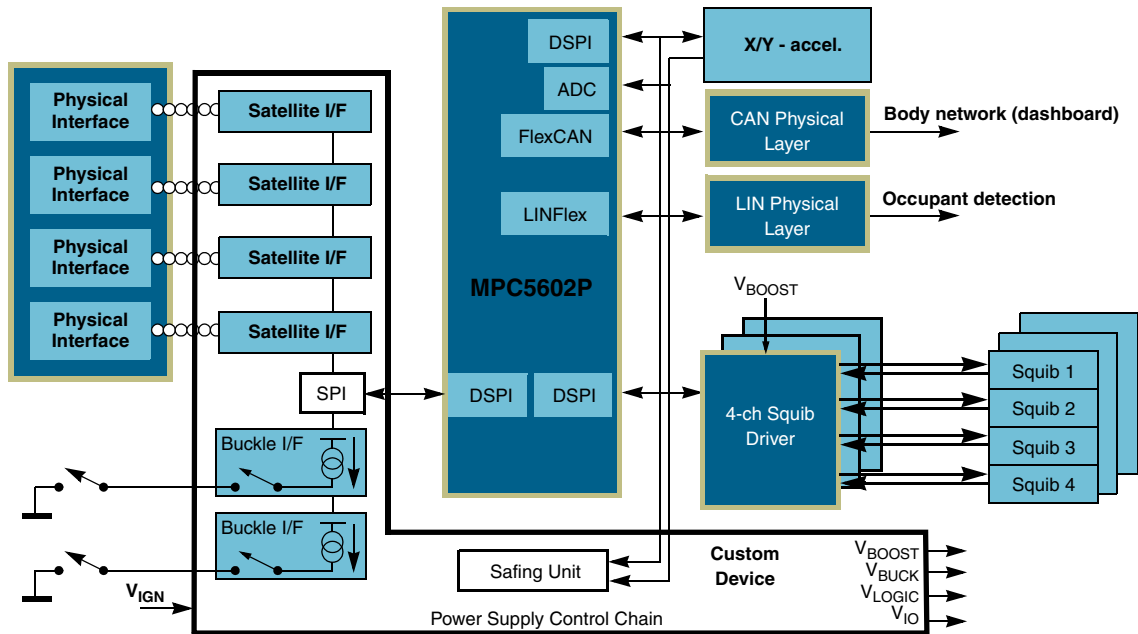 Physical
Interface
Physical
Interface
Physical
Interface
Physical
Interface
Satellite I/F
Satellite I/F
Satellite I/F
Satellite I/F
SPI
Buckle I/F
Buckle I/F
VIGN
DSPI
ADC
FlexCAN
LINFlex
MPC5602P
DSPI
DSPI
X/Y - accel.
CAN Physical
Layer
Body network (dashboard)
LIN Physical
Layer
Occupant detection
VBOOST
4-ch Squib
Driver
Squib 1
Squib 2
Squib 3
Squib 4
Safing Unit
Custom
Device
VBOOST
VBUCK
VLOGIC
VIO
Power Supply Control Chain